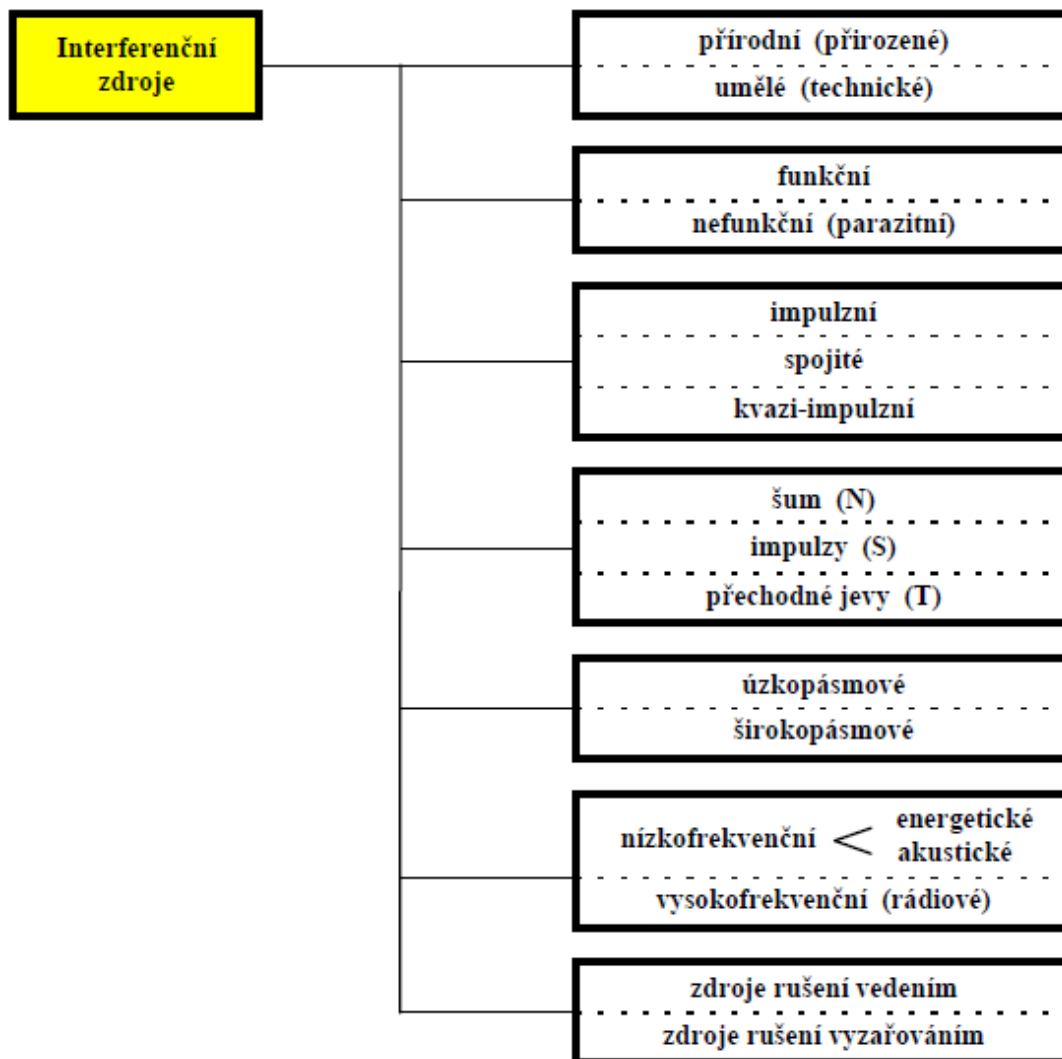 Interferenční
zdroje
přírodní (přirozené)
umělé (technické)
funkční
nefunkční (parazitní)
impulzní
spojité
kvazi-impulzní
šum (N)
impulzy (S)
přechodné jevy (T)
úzkopásmové
širokopásmové
nízkofrekvenční
energetické
akustické
vysokofrekvenční (rádiové)
zdroje rušení vedením
zdroje rušení vyzařováním